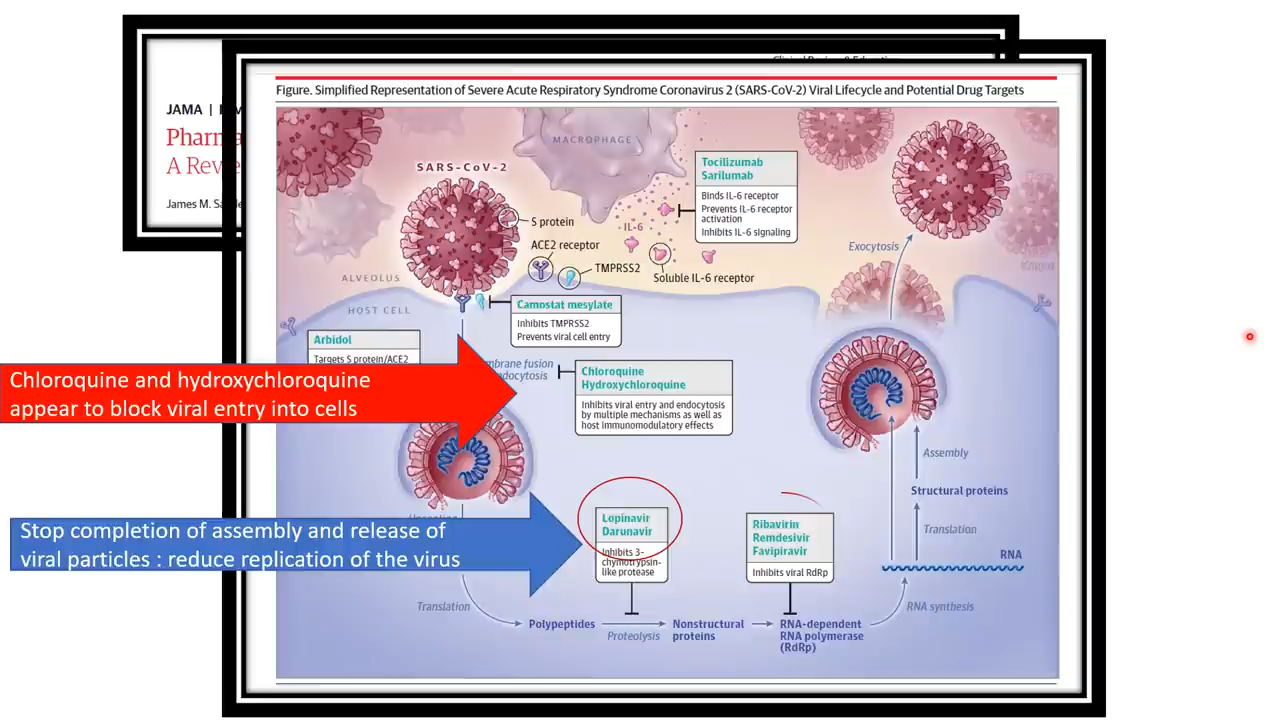 JAMA |
Pharma
A Revie
James M. Sa
Figure. Simplified Representation of Severe Acute Respiratory Syndrome Coronavirus 2 (SARS-CoV-2) Viral Lifecycle and Potential Drug Targets
MACROPHAGE
SARS-CoV-2
Tocilizumab
Sarilumab
Binds IL-6 receptor
Prevents IL-6 receptor
activation
Inhibits IL-6 signaling
S protein
IL-6
ACE2 receptor
TMPRSS2
Soluble IL-6 receptor
Exocytosis
ALVEOLUS
HOST CELL
Camostat mesylate
Inhibits TMPRSS2
Prevents viral cell entry
Arbidol
Targets S protein/ACE2
mbrane fusion
ndocytosis
Chloroquine
Hydroxychloroquine
Inhibits viral entry and endocytosis
by multiple mechanisms as well as
host immunomodulatory effects
Chloroquine and hydroxychloroquine
appear to block viral entry into cells
Assembly
Structural proteins
Translation
RNA
Lopinavir
Darunavir
Inhibits 3-
chymotrypsin-
like protease
Ribavirin
Remdesivir
Favipiravir
Inhibits viral RdRp
Stop completion of assembly and release of
viral particles : reduce replication of the virus
Translation
Polypeptides
Proteolysis
Nonstructural
proteins
RNA-dependent
RNA polymerase
(RdRp)
RNA synthesis